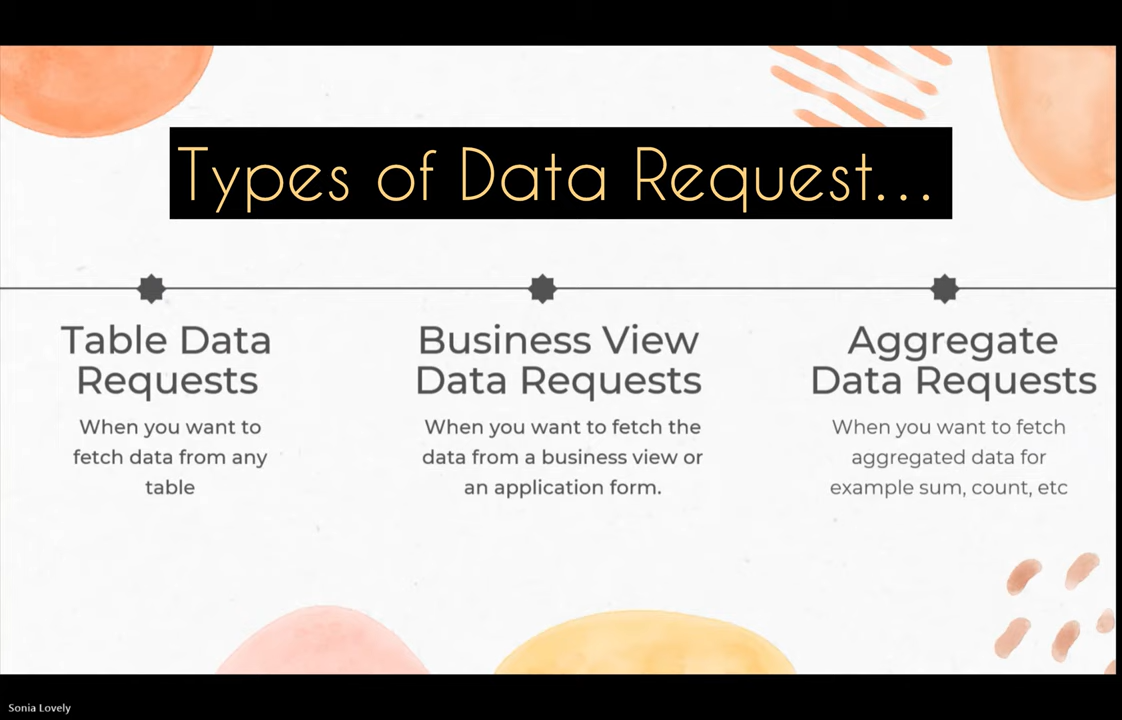 Types of Data Request...
Table Data
Requests
When you want to
fetch data from any
table
Business View
Data Requests
When you want to fetch the
data from a business view or
an application form.
Aggregate
Data Requests
When you want to fetch
aggregated data for
example sum, count, etc
Sonia Lovely